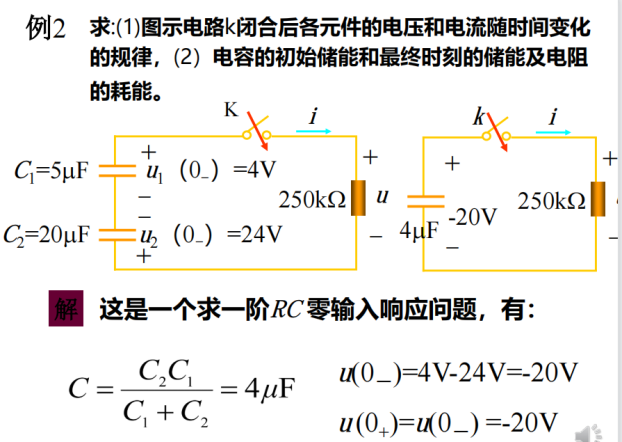 例2 求:(1)图示电路k闭合后各元件的电压和电流随时间变化
的规律，(2) 电容的初始储能和最终时刻的储能及电阻
的耗能。
K i k i
+ + + +
C₁=5μF u₁ (0₋) =4V
− 250kΩ u 4μF -20V 250kΩ
−
C₂=20μF u₂ (0₋) =24V − − −
+
解 这是一个求一阶RC 零输入响应问题，有：
C = C₂C₁ / (C₁ + C₂) = 4μF u(0₋)=4V-24V=-20V
u(0₊)=u(0₋) =-20V